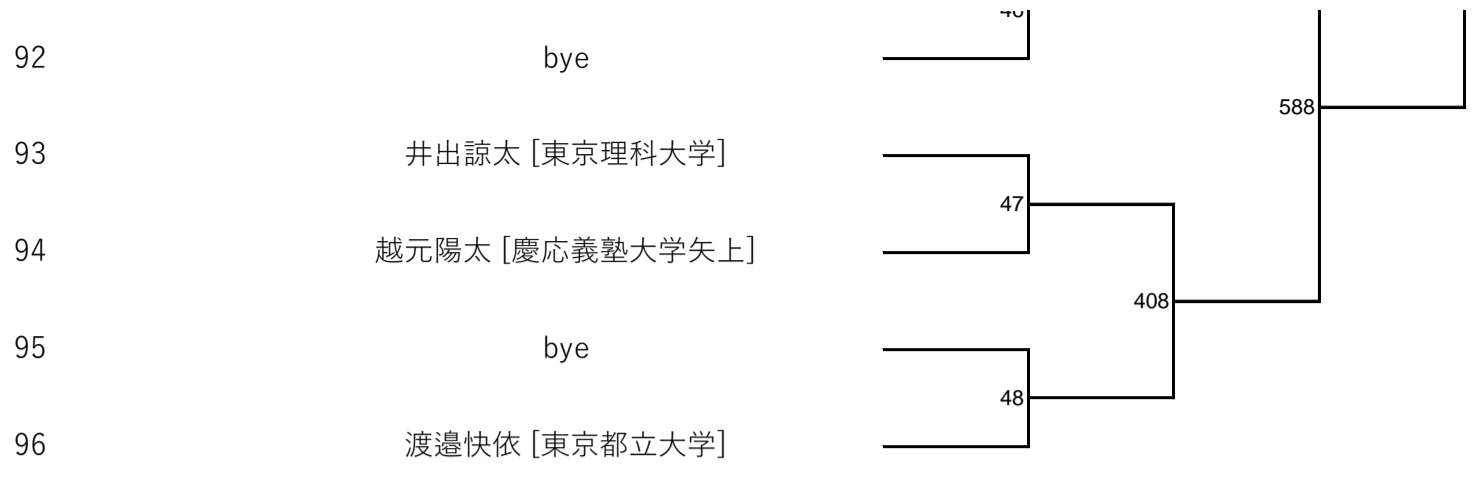 92 bye
588
93 井出諒太 [東京理科大学]
47
94 越元陽太 [慶応義塾大学矢上]
408
95 bye
48
96 渡邉快依 [東京都立大学]